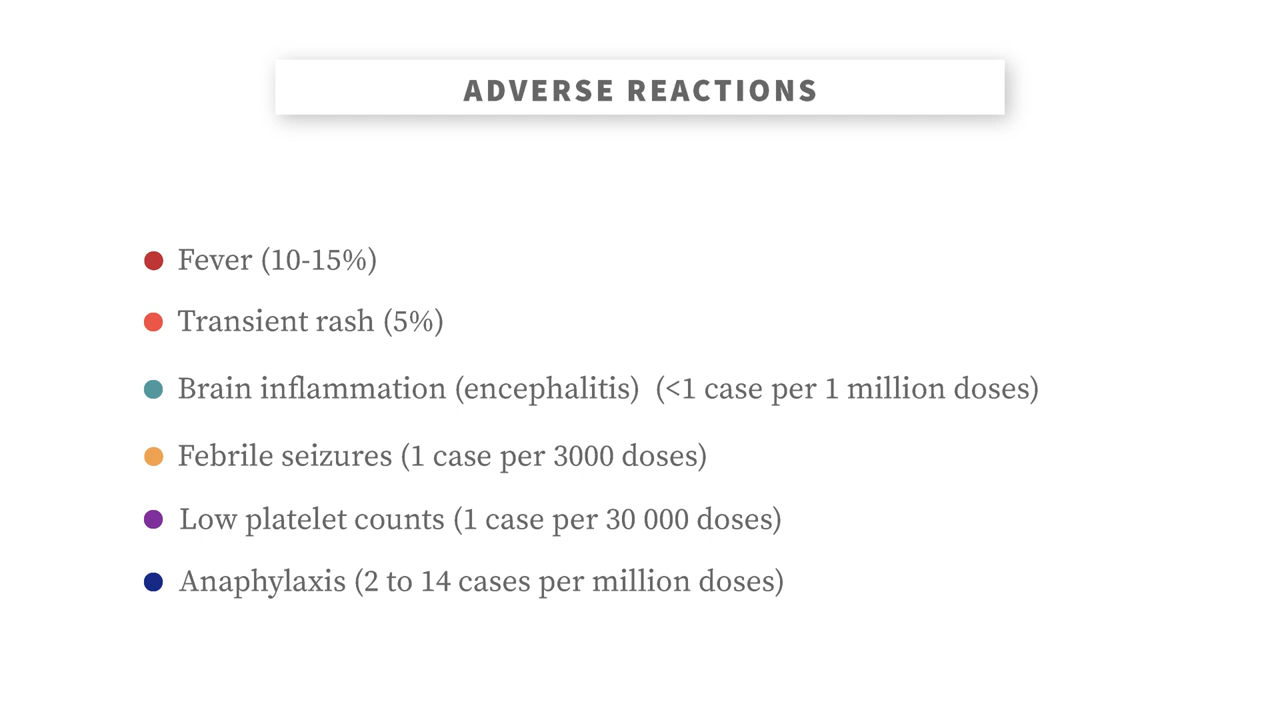 ADVERSE REACTIONS
Fever (10-15%)
Transient rash (5%)
Brain inflammation (encephalitis) (<1 case per 1 million doses)
Febrile seizures (1 case per 3000 doses)
Low platelet counts (1 case per 30 000 doses)
Anaphylaxis (2 to 14 cases per million doses)